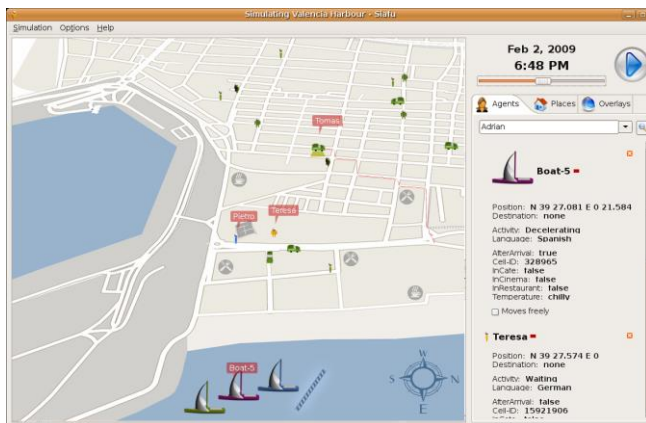 Simulating Valencia Harbour - Siafu
Simulation Options Help
Feb 2, 2009
6:48 PM
Agents Places Overlays
Adrian
Boat-5
Position: N 39 27.081 E 0 21.584
Destination: none
Activity: Decelerating
Language: Spanish
AfterArrival: true
Cell-ID: 328965
InCafe: false
InCinema: false
InRestaurant: false
Temperature: chilly
Moves freely
Teresa
Position: N 39 27.574 E 0
Destination: none
Activity: Waiting
Language: German
AfterArrival: false
Cell-ID: 15921906
Tomas
Teresa
Pietro
Boat-5
W
S N
E